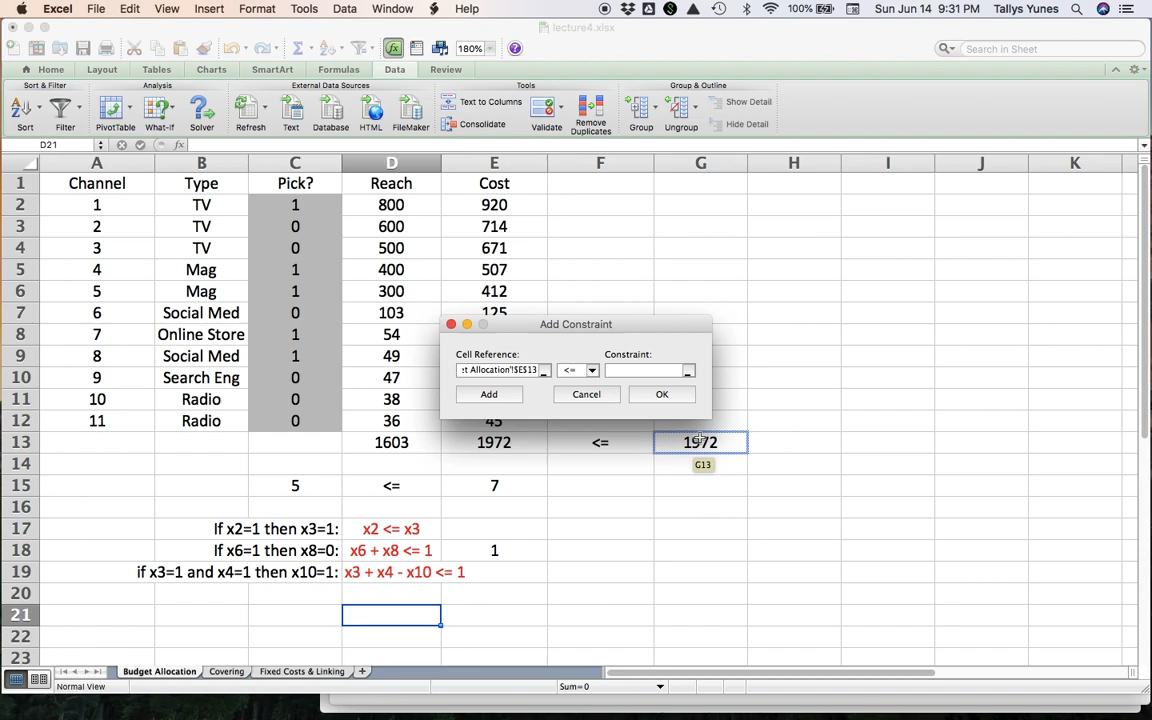 Excel File Edit View Insert Format Tools Data Window Help 100% Sun Jun 14 9:31 PM Tallys Yunes
lecture4.xlsx
fx 180% ? Search in Sheet
Home Layout Tables Charts SmartArt Formulas Data Review
Sort & Filter Analysis External Data Sources Tools Group & Outline
Text to Columns Show Detail
Consolidate Hide Detail
Sort Filter PivotTable What-If Solver Refresh Text Database HTML FileMaker Validate Remove Duplicates Group Ungroup
D21 fx
A B C D E F G H I J K
1 Channel Type Pick? Reach Cost
2 1 TV 1 800 920
3 2 TV 0 600 714
4 3 TV 0 500 671
5 4 Mag 1 400 507
6 5 Mag 1 300 412
7 6 Social Med 0 103 125
8 7 Online Store 1 54
9 8 Social Med 1 49
10 9 Search Eng 0 47
11 10 Radio 0 38
12 11 Radio 0 36 45
13 1603 1972 <= 1972
14
15 5 <= 7
16
17 If x2=1 then x3=1: x2 <= x3
18 If x6=1 then x8=0: x6 + x8 <= 1 1
19 if x3=1 and x4=1 then x10=1: x3 + x4 - x10 <= 1
20
21
22
23
Add Constraint
Cell Reference: Constraint:
:t Allocation'!$E$13 <=
Add Cancel OK
G13
Budget Allocation Covering Fixed Costs & Linking +
Normal View Sum=0